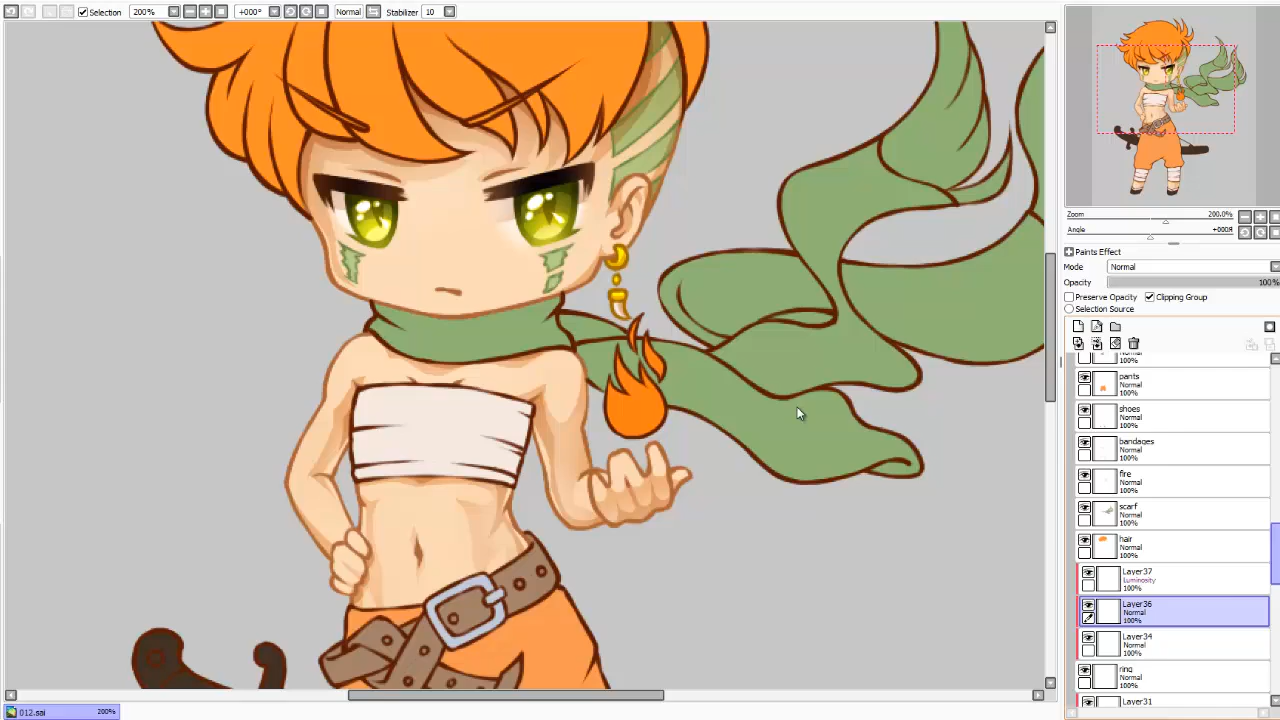 Selection 200% +000° Normal Stabilizer 10
Zoom 200.0%
Angle +000R
Paints Effect
Mode Normal
Opacity 100%
Preserve Opacity Clipping Group
Selection Source
100%
pants
Normal
100%
shoes
Normal
100%
bandages
Normal
100%
fire
Normal
100%
scarf
Normal
100%
hair
Normal
100%
Layer37
Luminosity
100%
Layer36
Normal
100%
Layer34
Normal
100%
ring
Normal
100%
Layer31
012.sai 200%